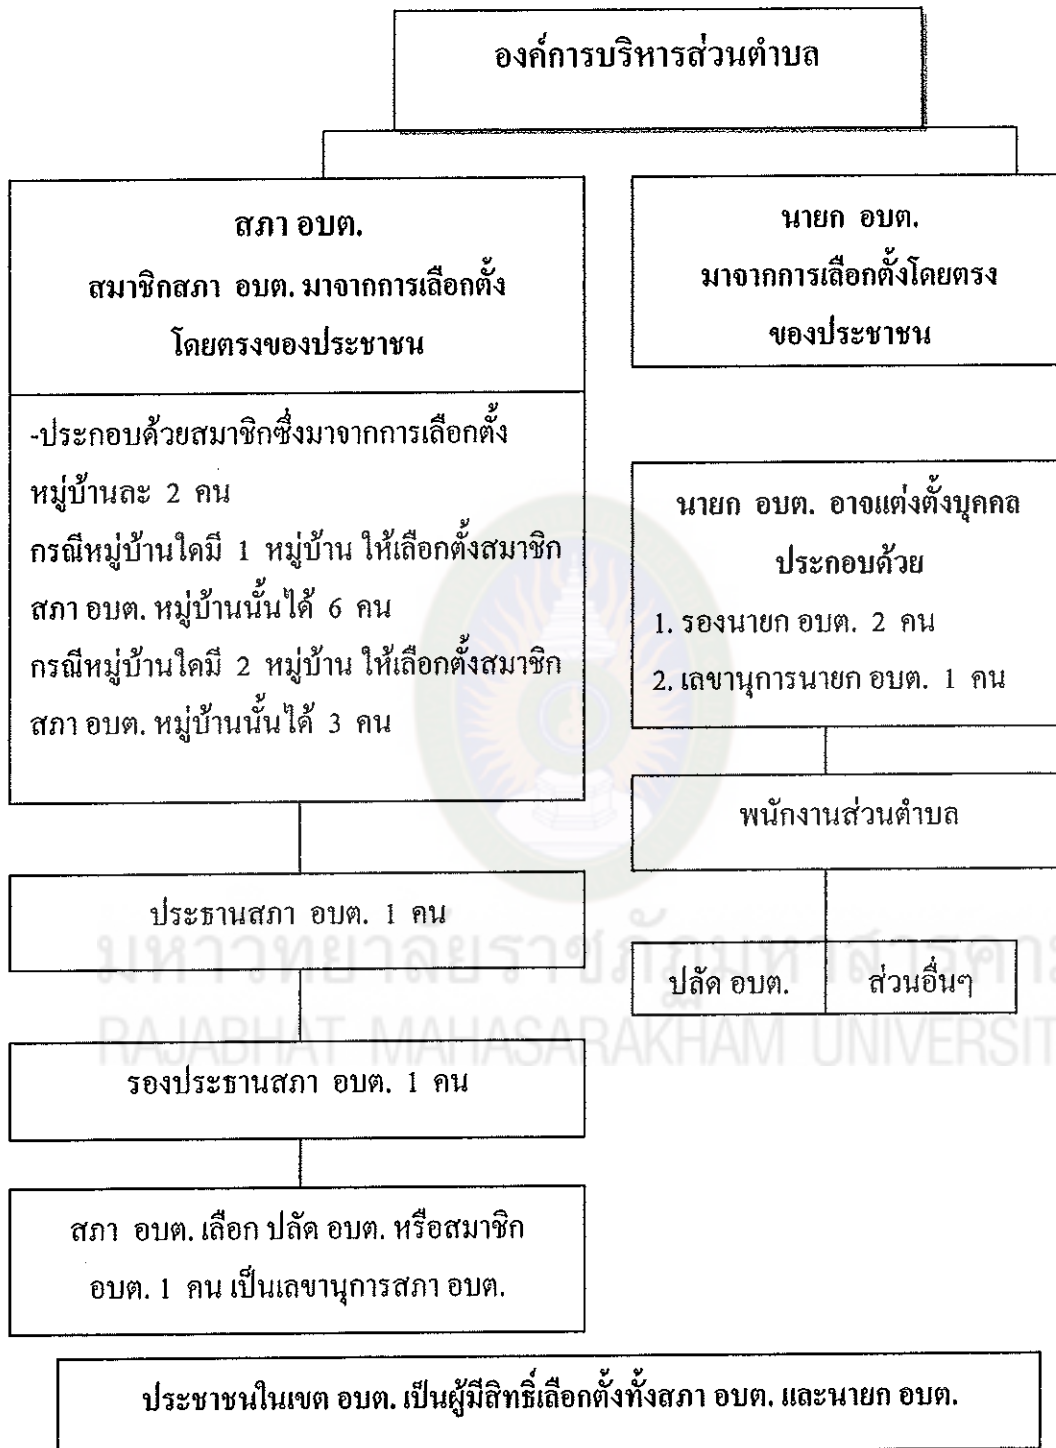 องค์การบริหารส่วนตำบล
สภา อบต.
สมาชิกสภา อบต. มาจากการเลือกตั้ง
โดยตรงของประชาชน
-ประกอบด้วยสมาชิกซึ่งมาจากการเลือกตั้ง
หมู่บ้านละ 2 คน
กรณีหมู่บ้านใดมี 1 หมู่บ้าน ให้เลือกตั้งสมาชิก
สภา อบต. หมู่บ้านนั้นได้ 6 คน
กรณีหมู่บ้านใดมี 2 หมู่บ้าน ให้เลือกตั้งสมาชิก
สภา อบต. หมู่บ้านนั้นได้ 3 คน
ประธานสภา อบต. 1 คน
รองประธานสภา อบต. 1 คน
สภา อบต. เลือก ปลัด อบต. หรือสมาชิก
อบต. 1 คน เป็นเลขานุการสภา อบต.
นายก อบต.
มาจากการเลือกตั้งโดยตรง
ของประชาชน
นายก อบต. อาจแต่งตั้งบุคคล
ประกอบด้วย
1. รองนายก อบต. 2 คน
2. เลขานุการนายก อบต. 1 คน
พนักงานส่วนตำบล
ปลัด อบต.
ส่วนอื่นๆ
มหาวิทยาลัยราชภัฏมหาสารคา
RAJABHAT MAHASARAKHAM UNIVERSIT
ประชาชนในเขต อบต. เป็นผู้มีสิทธิ์เลือกตั้งทั้งสภา อบต. และนายก อบต.